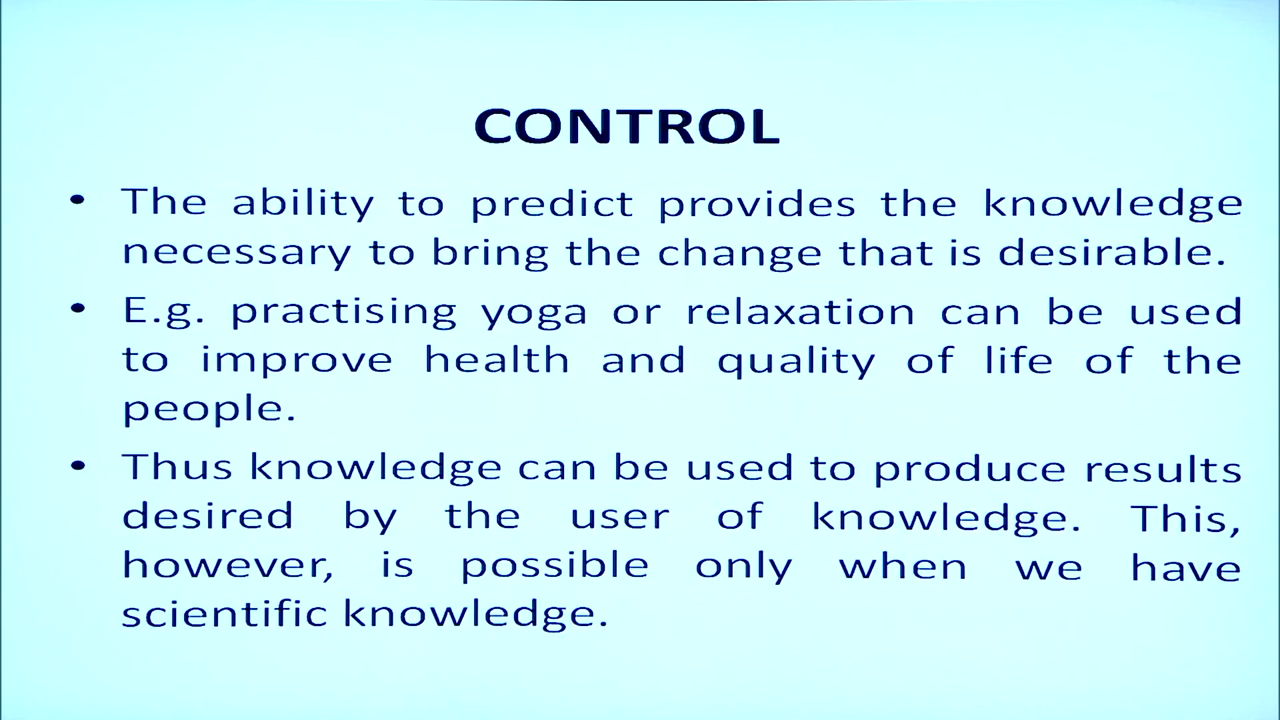 CONTROL
• The ability to predict provides the knowledge
necessary to bring the change that is desirable.
• E.g. practising yoga or relaxation can be used
to improve health and quality of life of the
people.
• Thus knowledge can be used to produce results
desired by the user of knowledge. This,
however, is possible only when we have
scientific knowledge.